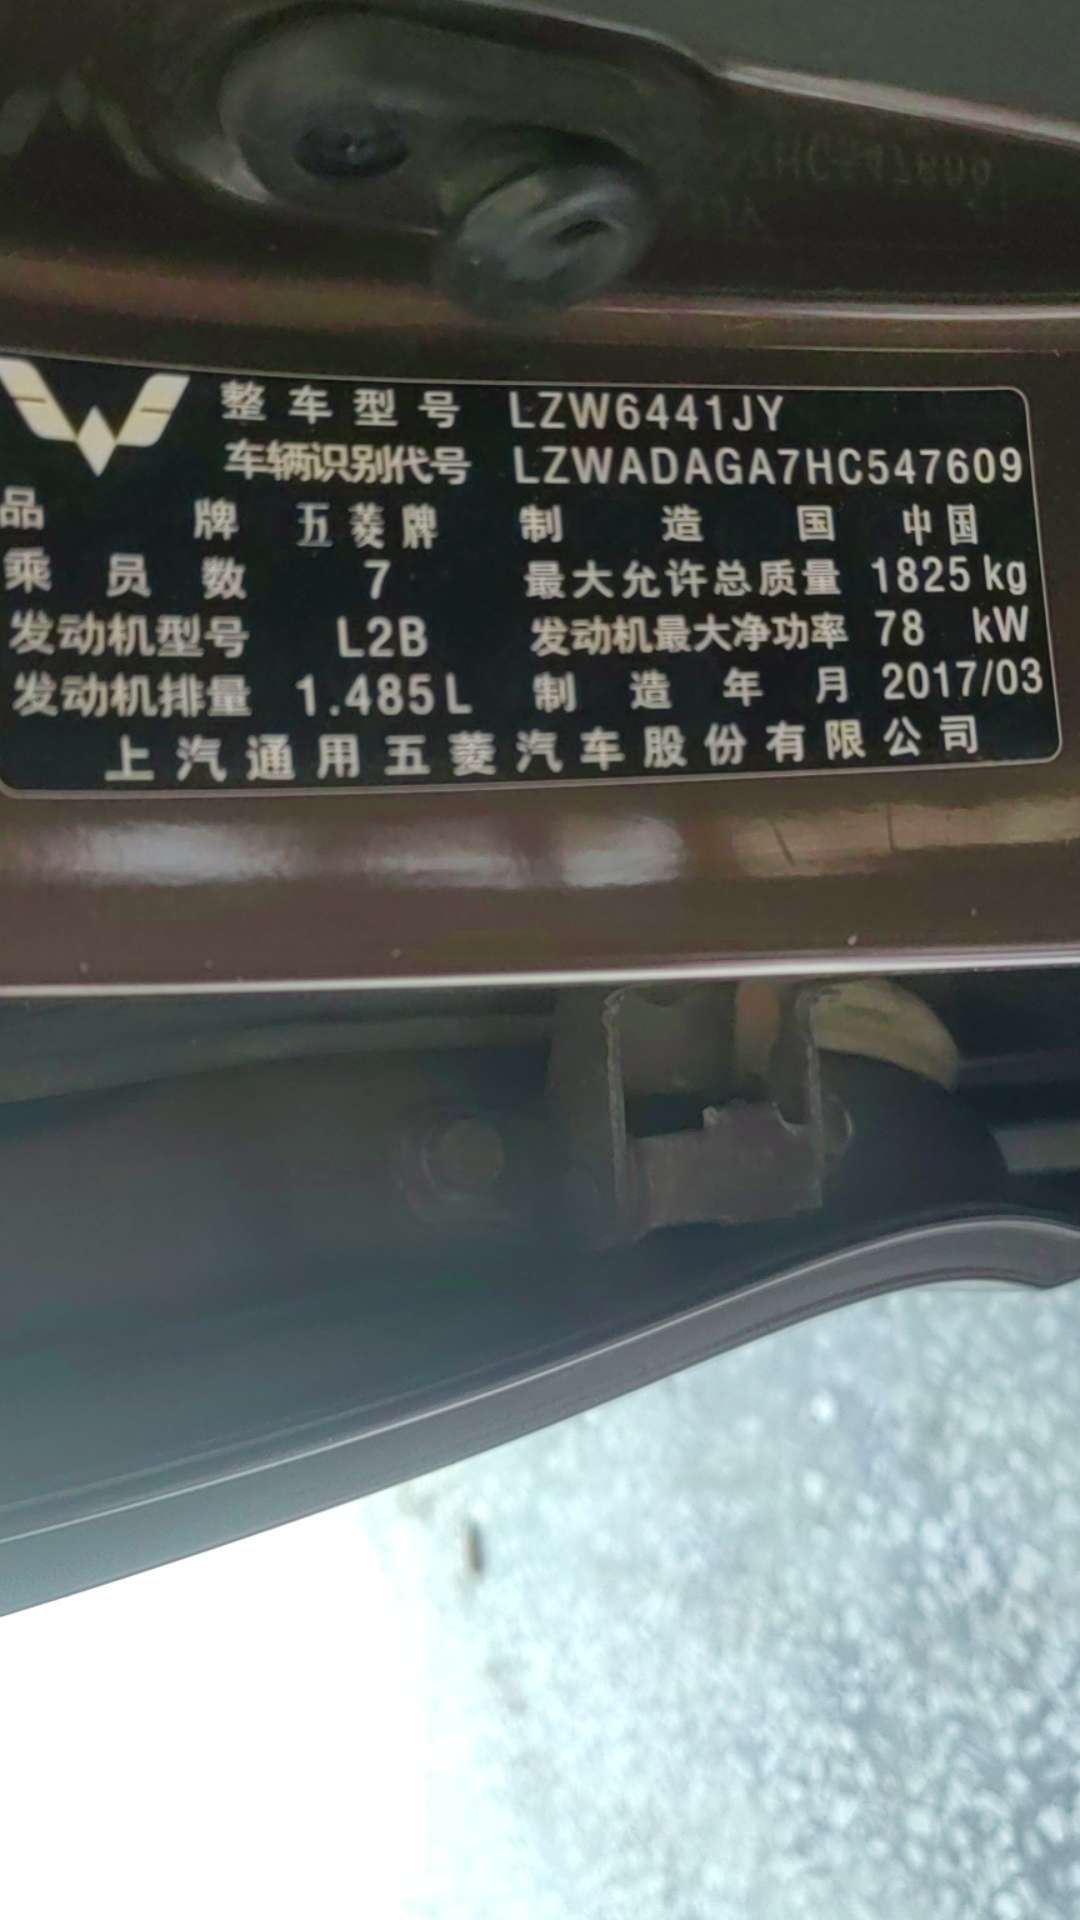 整车型号 LZW6441JY
车辆识别代号 LZWADAGA7HC547609
品牌 五菱牌 制造国 中国
乘员数 7 最大允许总质量 1825 kg
发动机型号 L2B 发动机最大净功率 78 kW
发动机排量 1.485L 制造年月 2017/03
上汽通用五菱汽车股份有限公司